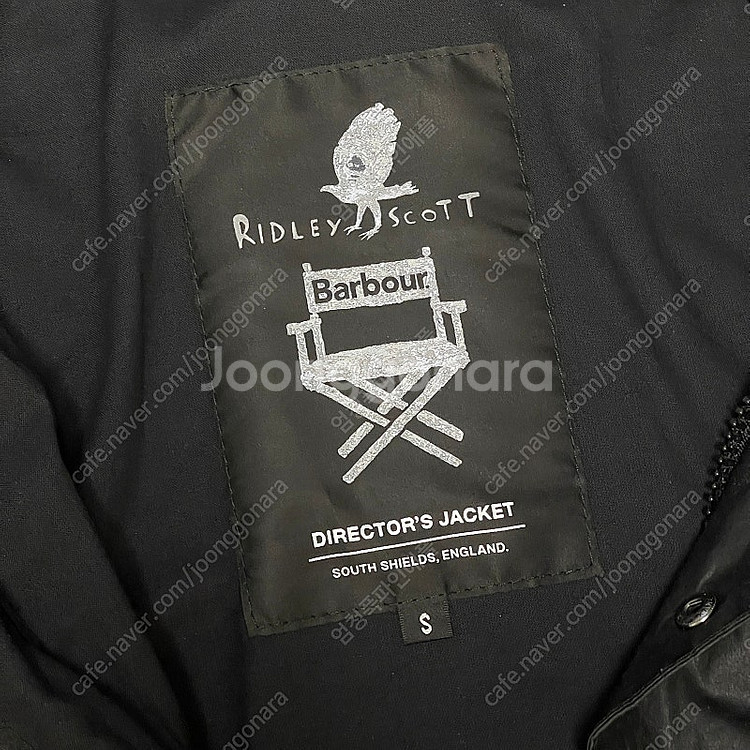 RIDLEY SCOTT
Barbour
DIRECTOR'S JACKET
SOUTH SHIELDS, ENGLAND.
S
Joonggonara
cafe.naver.com/joonggonara